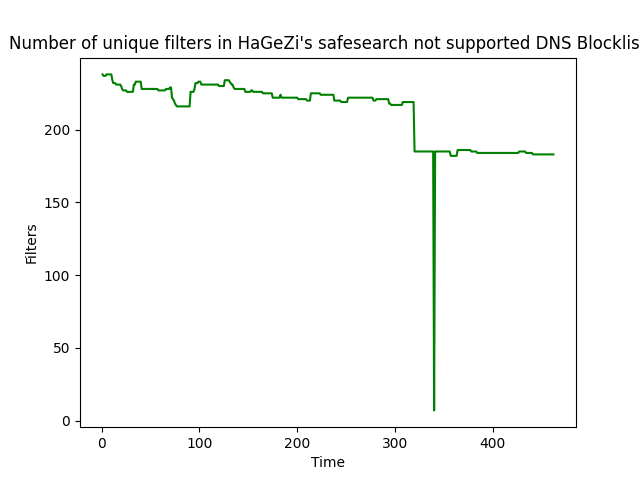 Number of unique filters in HaGeZi's safesearch not supported DNS Blocklis
Filters
200
150
100
50
0
0 100 200 300 400
Time